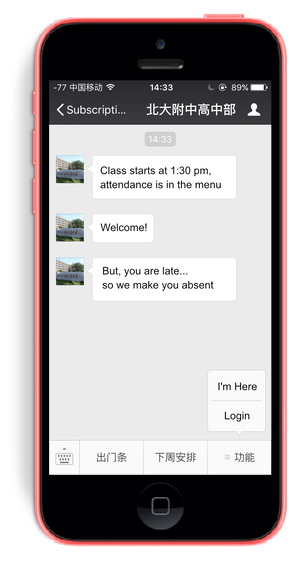 -77 中国移动 14:33 89%
Subscripti... 北大附中高中部
14:33
Class starts at 1:30 pm,
attendance is in the menu
Welcome!
But, you are late...
so we make you absent
I'm Here
Login
出门条 下周安排 功能